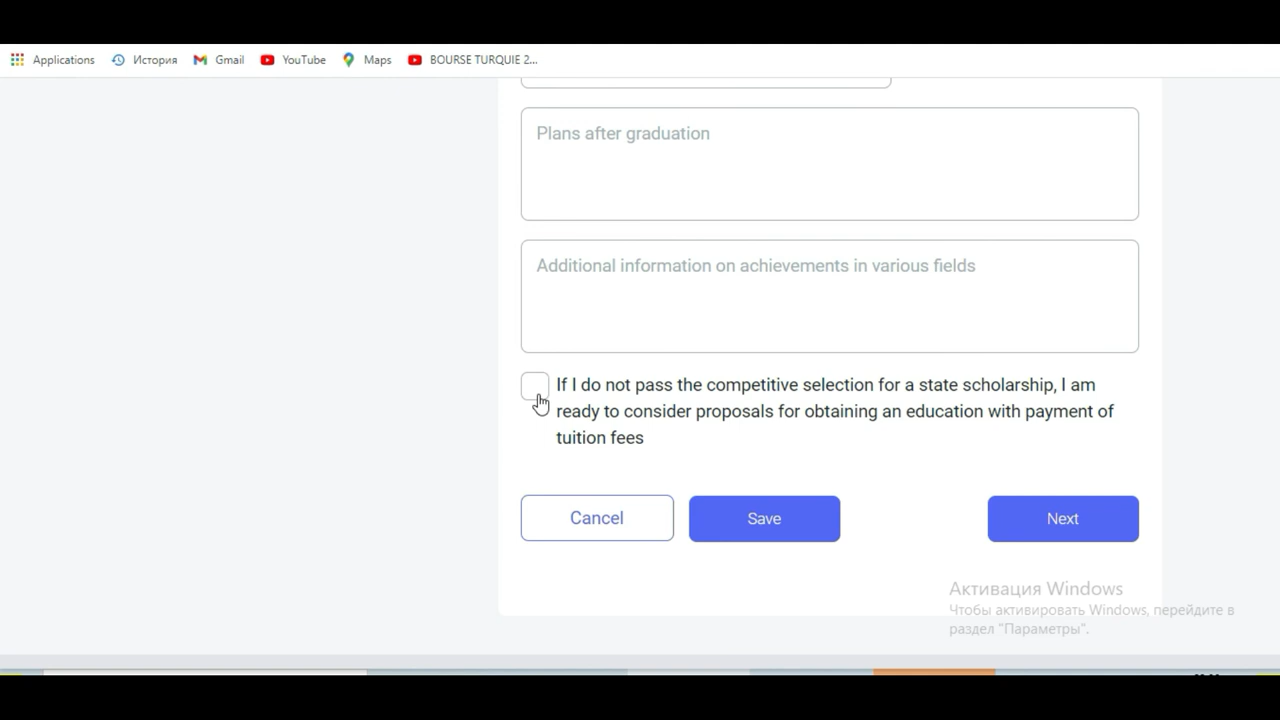 Applications История Gmail YouTube Maps BOURSE TURQUIE 2...
Plans after graduation
Additional information on achievements in various fields
If I do not pass the competitive selection for a state scholarship, I am
ready to consider proposals for obtaining an education with payment of
tuition fees
Cancel Save Next
Активация Windows
Чтобы активировать Windows, перейдите в
раздел "Параметры".